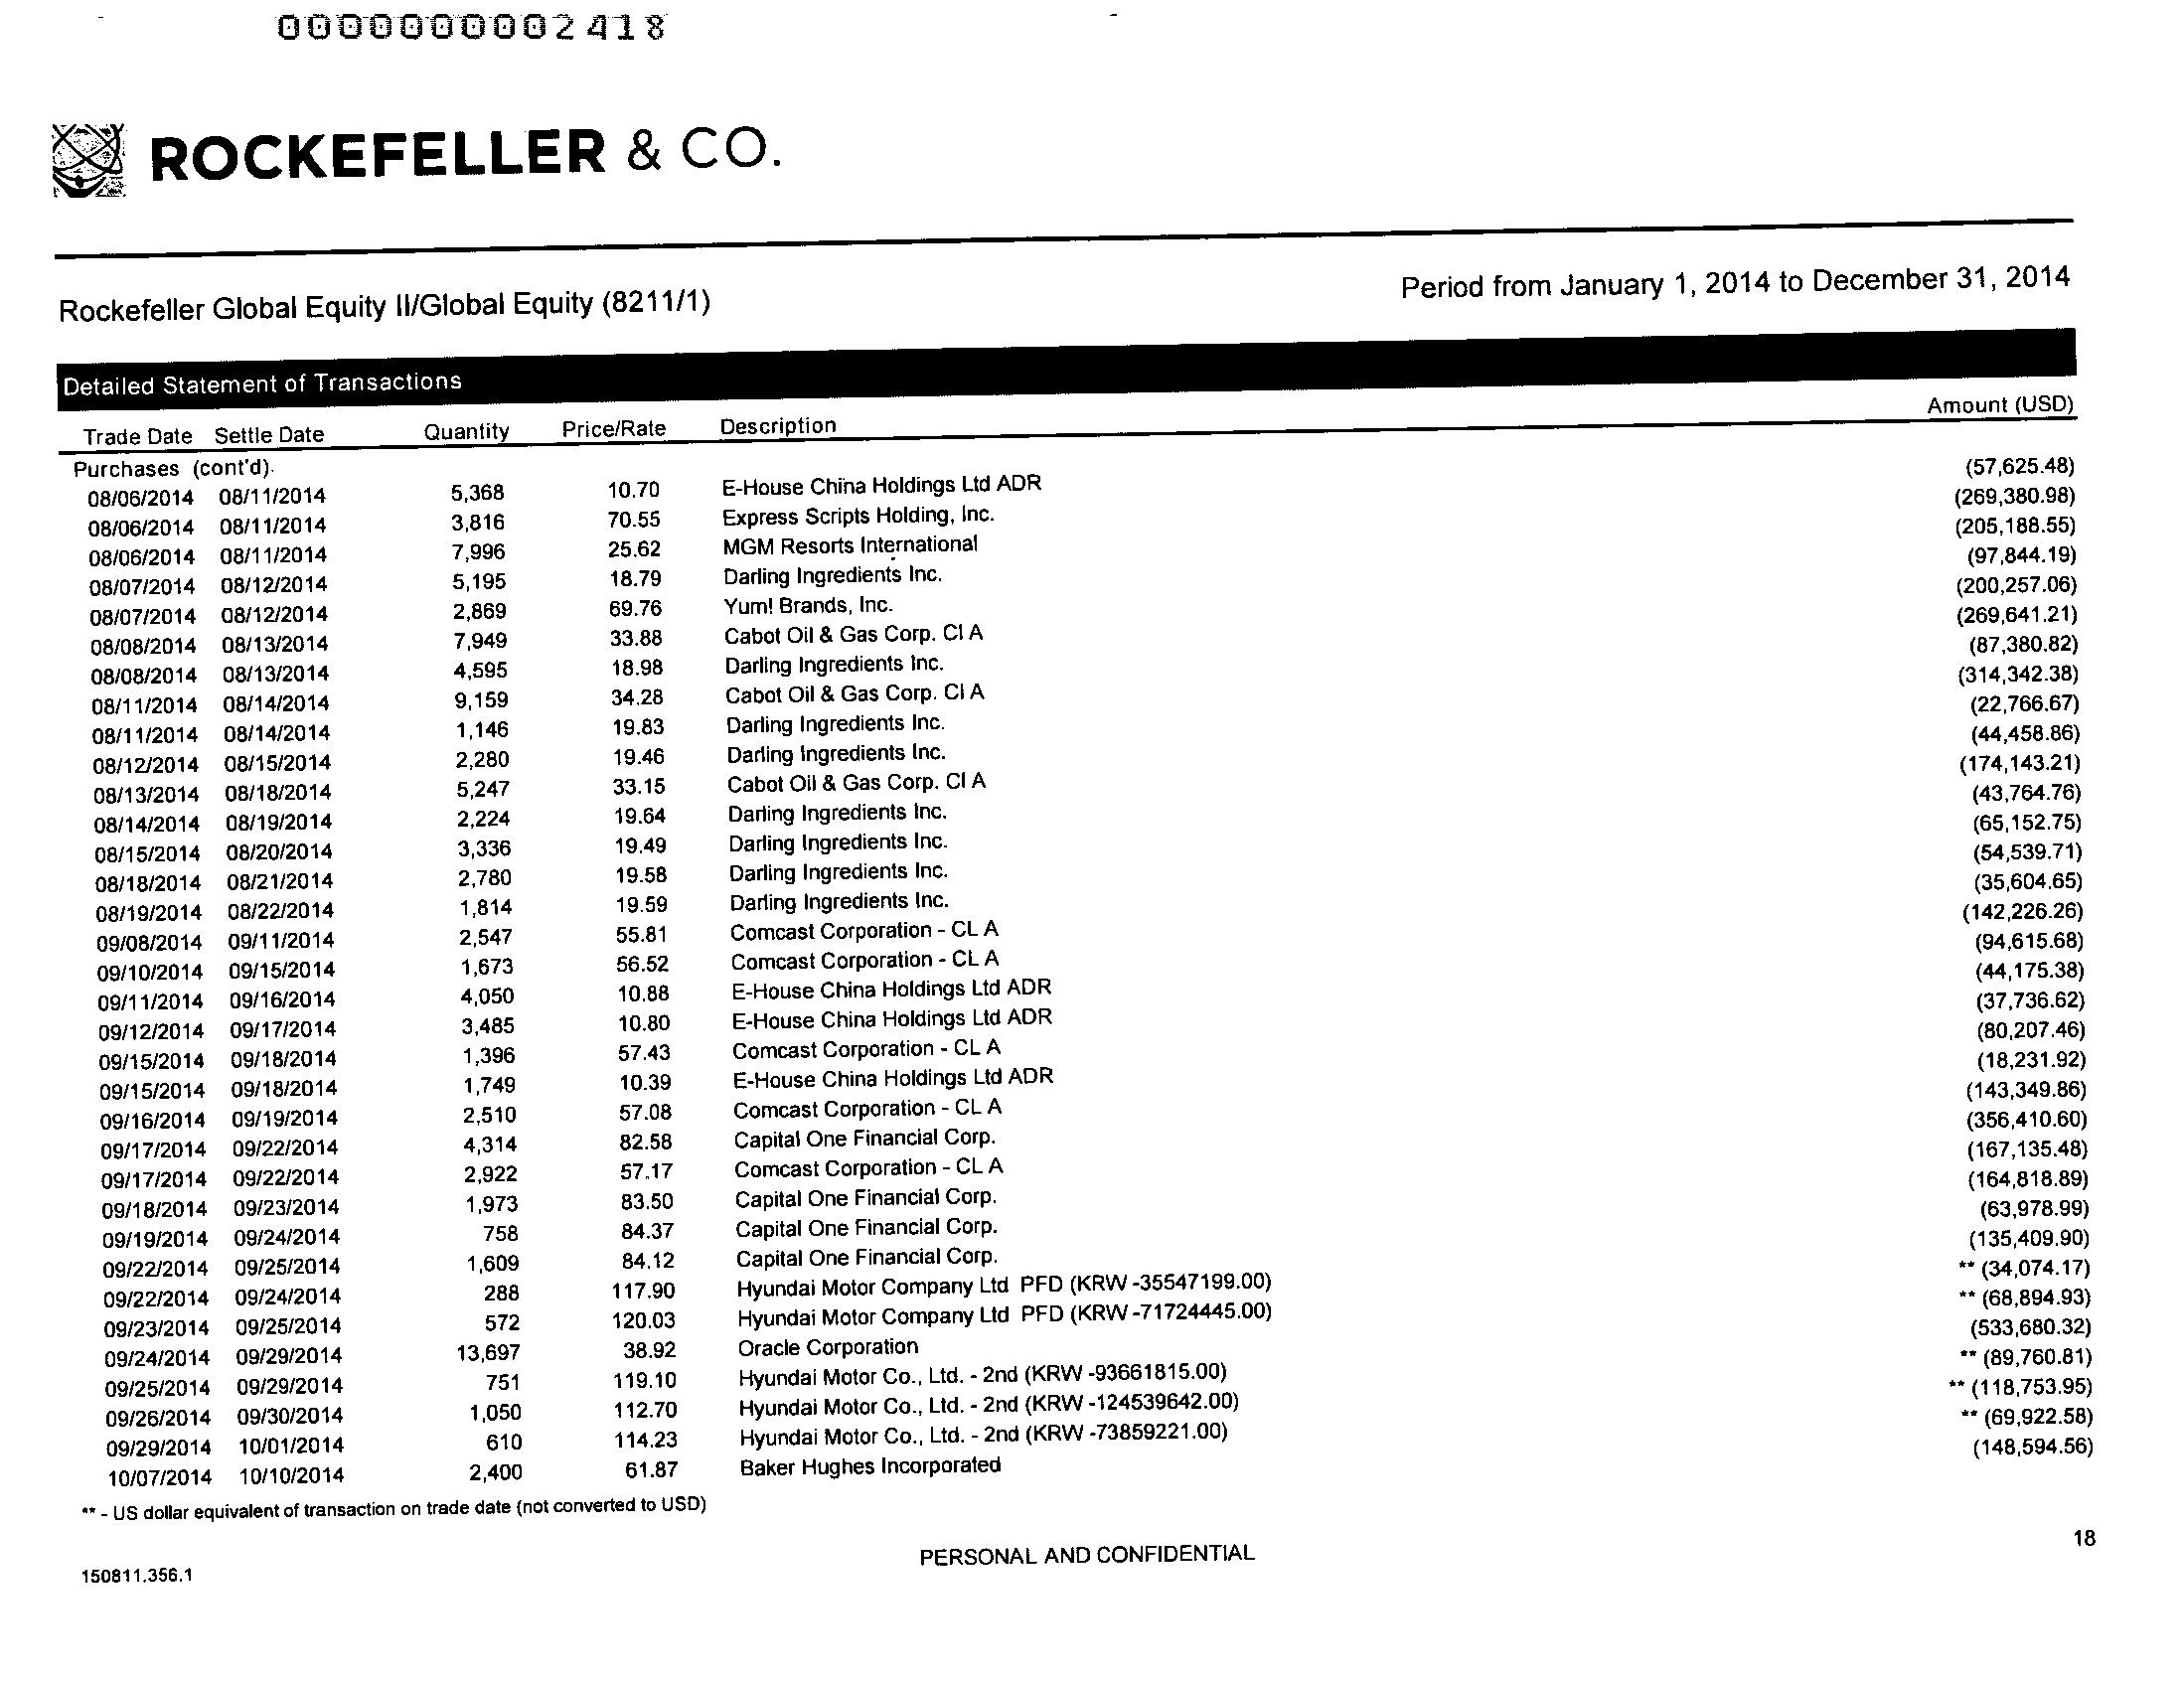 0000000002418
ROCKEFELLER & CO.
Rockefeller Global Equity II/Global Equity (8211/1) Period from January 1, 2014 to December 31, 2014
Detailed Statement of Transactions
Trade Date Settle Date Quantity Price/Rate Description Amount (USD)
Purchases (cont'd)
08/06/2014 08/11/2014 5,368 10.70 E-House China Holdings Ltd ADR (57,625.48)
08/06/2014 08/11/2014 3,816 70.55 Express Scripts Holding, Inc. (269,380.98)
08/06/2014 08/11/2014 7,996 25.62 MGM Resorts International (205,188.55)
08/07/2014 08/12/2014 5,195 18.79 Darling Ingredients Inc. (97,844.19)
08/07/2014 08/12/2014 2,869 69.76 Yum! Brands, Inc. (200,257.06)
08/08/2014 08/13/2014 7,949 33.88 Cabot Oil & Gas Corp. Cl A (269,641.21)
08/08/2014 08/13/2014 4,595 18.98 Darling Ingredients Inc. (87,380.82)
08/11/2014 08/14/2014 9,159 34.28 Cabot Oil & Gas Corp. Cl A (314,342.38)
08/11/2014 08/14/2014 1,146 19.83 Darling Ingredients Inc. (22,766.67)
08/12/2014 08/15/2014 2,280 19.46 Darling Ingredients Inc. (44,458.86)
08/13/2014 08/18/2014 5,247 33.15 Cabot Oil & Gas Corp. Cl A (174,143.21)
08/14/2014 08/19/2014 2,224 19.64 Darling Ingredients Inc. (43,764.76)
08/15/2014 08/20/2014 3,336 19.49 Darling Ingredients Inc. (65,152.75)
08/18/2014 08/21/2014 2,780 19.58 Darling Ingredients Inc. (54,539.71)
08/19/2014 08/22/2014 1,814 19.59 Darling Ingredients Inc. (35,604.65)
09/08/2014 09/11/2014 2,547 55.81 Comcast Corporation - CL A (142,226.26)
09/10/2014 09/15/2014 1,673 56.52 Comcast Corporation - CL A (94,615.68)
09/11/2014 09/16/2014 4,050 10.88 E-House China Holdings Ltd ADR (44,175.38)
09/12/2014 09/17/2014 3,485 10.80 E-House China Holdings Ltd ADR (37,736.62)
09/15/2014 09/18/2014 1,396 57.43 Comcast Corporation - CL A (80,207.46)
09/15/2014 09/18/2014 1,749 10.39 E-House China Holdings Ltd ADR (18,231.92)
09/16/2014 09/19/2014 2,510 57.08 Comcast Corporation - CL A (143,349.86)
09/17/2014 09/22/2014 4,314 82.58 Capital One Financial Corp. (356,410.60)
09/17/2014 09/22/2014 2,922 57.17 Comcast Corporation - CL A (167,135.48)
09/18/2014 09/23/2014 1,973 83.50 Capital One Financial Corp. (164,818.89)
09/19/2014 09/24/2014 758 84.37 Capital One Financial Corp. (63,978.99)
09/22/2014 09/25/2014 1,609 84.12 Capital One Financial Corp. (135,409.90)
09/22/2014 09/24/2014 288 117.90 Hyundai Motor Company Ltd PFD (KRW -35547199.00) ** (34,074.17)
09/23/2014 09/25/2014 572 120.03 Hyundai Motor Company Ltd PFD (KRW -71724445.00) ** (68,894.93)
09/24/2014 09/29/2014 13,697 38.92 Oracle Corporation (533,680.32)
09/25/2014 09/29/2014 751 119.10 Hyundai Motor Co., Ltd. - 2nd (KRW -93661815.00) ** (89,760.81)
09/26/2014 09/30/2014 1,050 112.70 Hyundai Motor Co., Ltd. - 2nd (KRW -124539642.00) ** (118,753.95)
09/29/2014 10/01/2014 610 114.23 Hyundai Motor Co., Ltd. - 2nd (KRW -73859221.00) ** (69,922.58)
10/07/2014 10/10/2014 2,400 61.87 Baker Hughes Incorporated (148,594.56)
** - US dollar equivalent of transaction on trade date (not converted to USD)
18
PERSONAL AND CONFIDENTIAL
150811.356.1